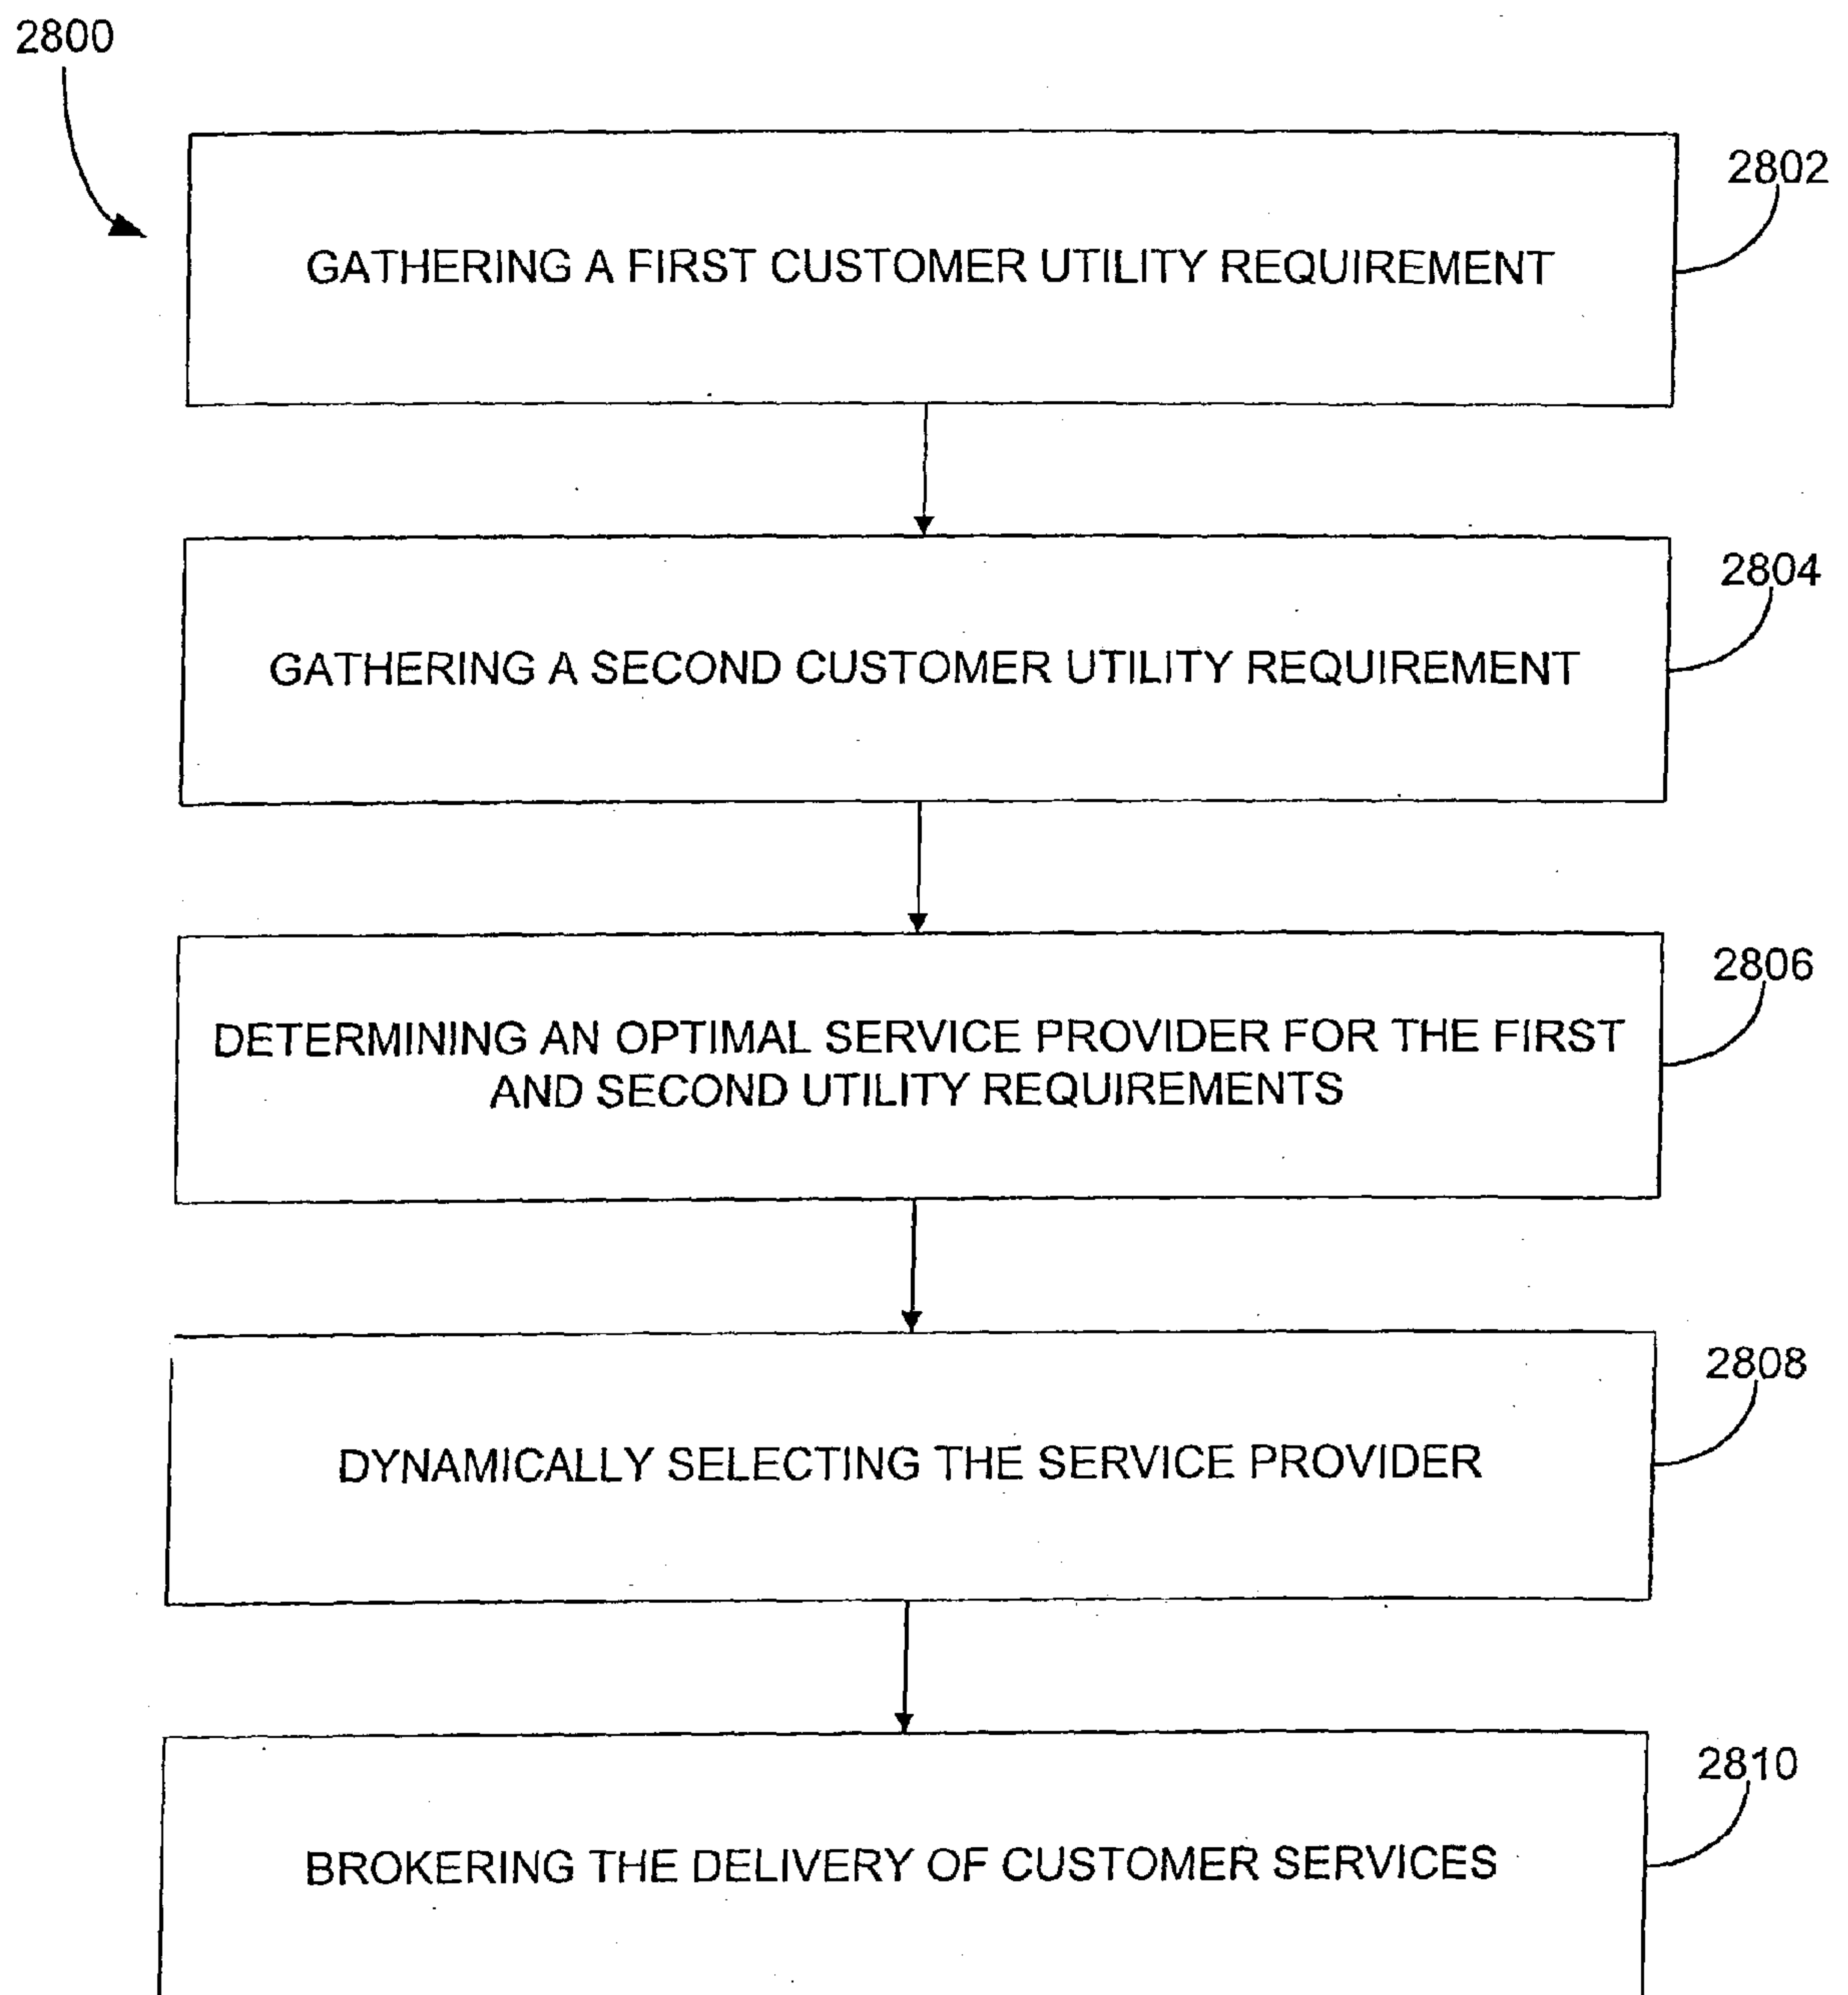 2800
2802
GATHERING A FIRST CUSTOMER UTILITY REQUIREMENT
2804
GATHERING A SECOND CUSTOMER UTILITY REQUIREMENT
2806
DETERMINING AN OPTIMAL SERVICE PROVIDER FOR THE FIRST
AND SECOND UTILITY REQUIREMENTS
2808
DYNAMICALLY SELECTING THE SERVICE PROVIDER
2810
BROKERING THE DELIVERY OF CUSTOMER SERVICES